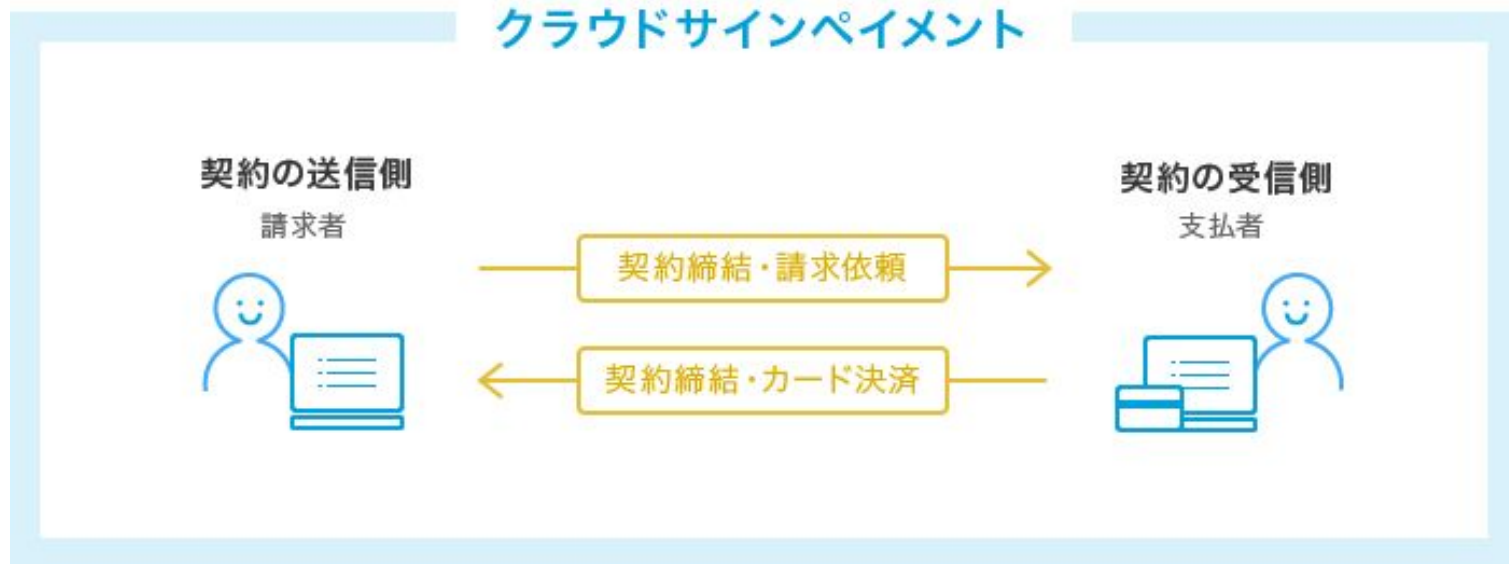 クラウドサインペイメント
契約の送信側
請求者
契約の受信側
支払者
契約締結・請求依頼
契約締結・カード決済